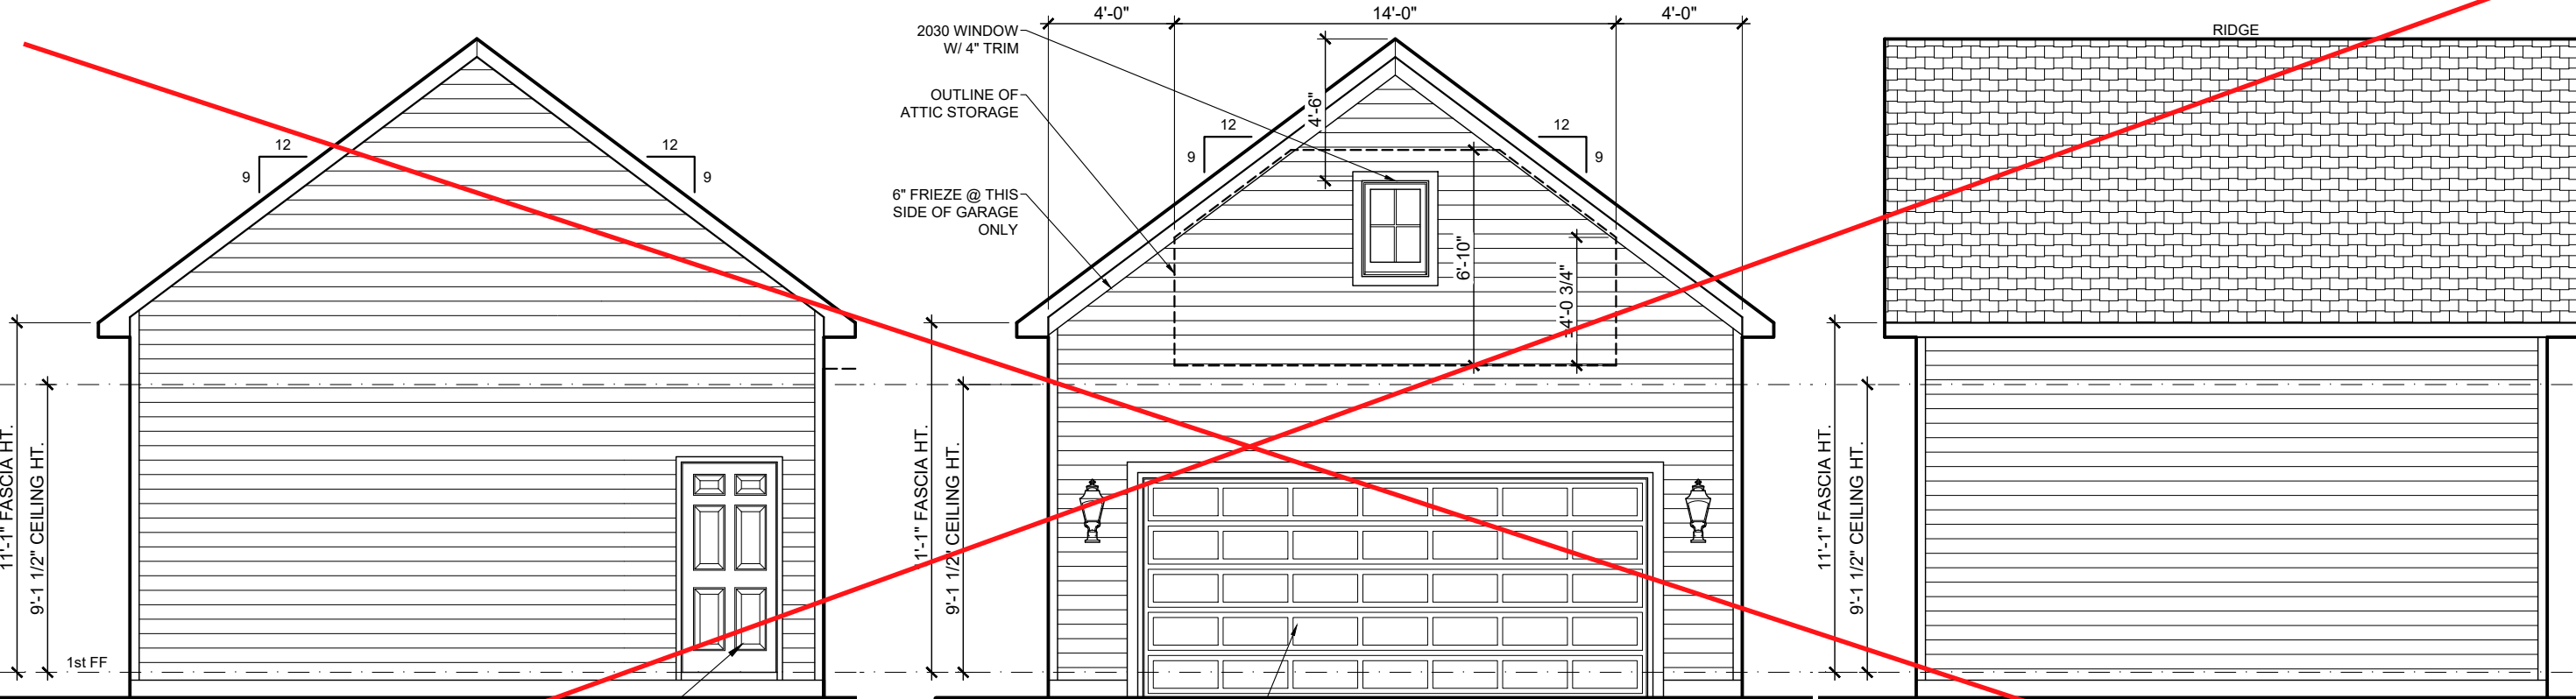 12
9
12
9
11'-1" FASCIA HT.
9'-1 1/2" CEILING HT.
1st FF
4'-0"
14'-0"
4'-0"
2030 WINDOW
W/ 4" TRIM
OUTLINE OF
ATTIC STORAGE
6" FRIEZE @ THIS
SIDE OF GARAGE
ONLY
4'-6"
12
9
12
9
6'-10"
4'-0 3/4"
11'-1" FASCIA HT.
9'-1 1/2" CEILING HT.
RIDGE
11'-1" FASCIA HT.
9'-1 1/2" CEILING HT.